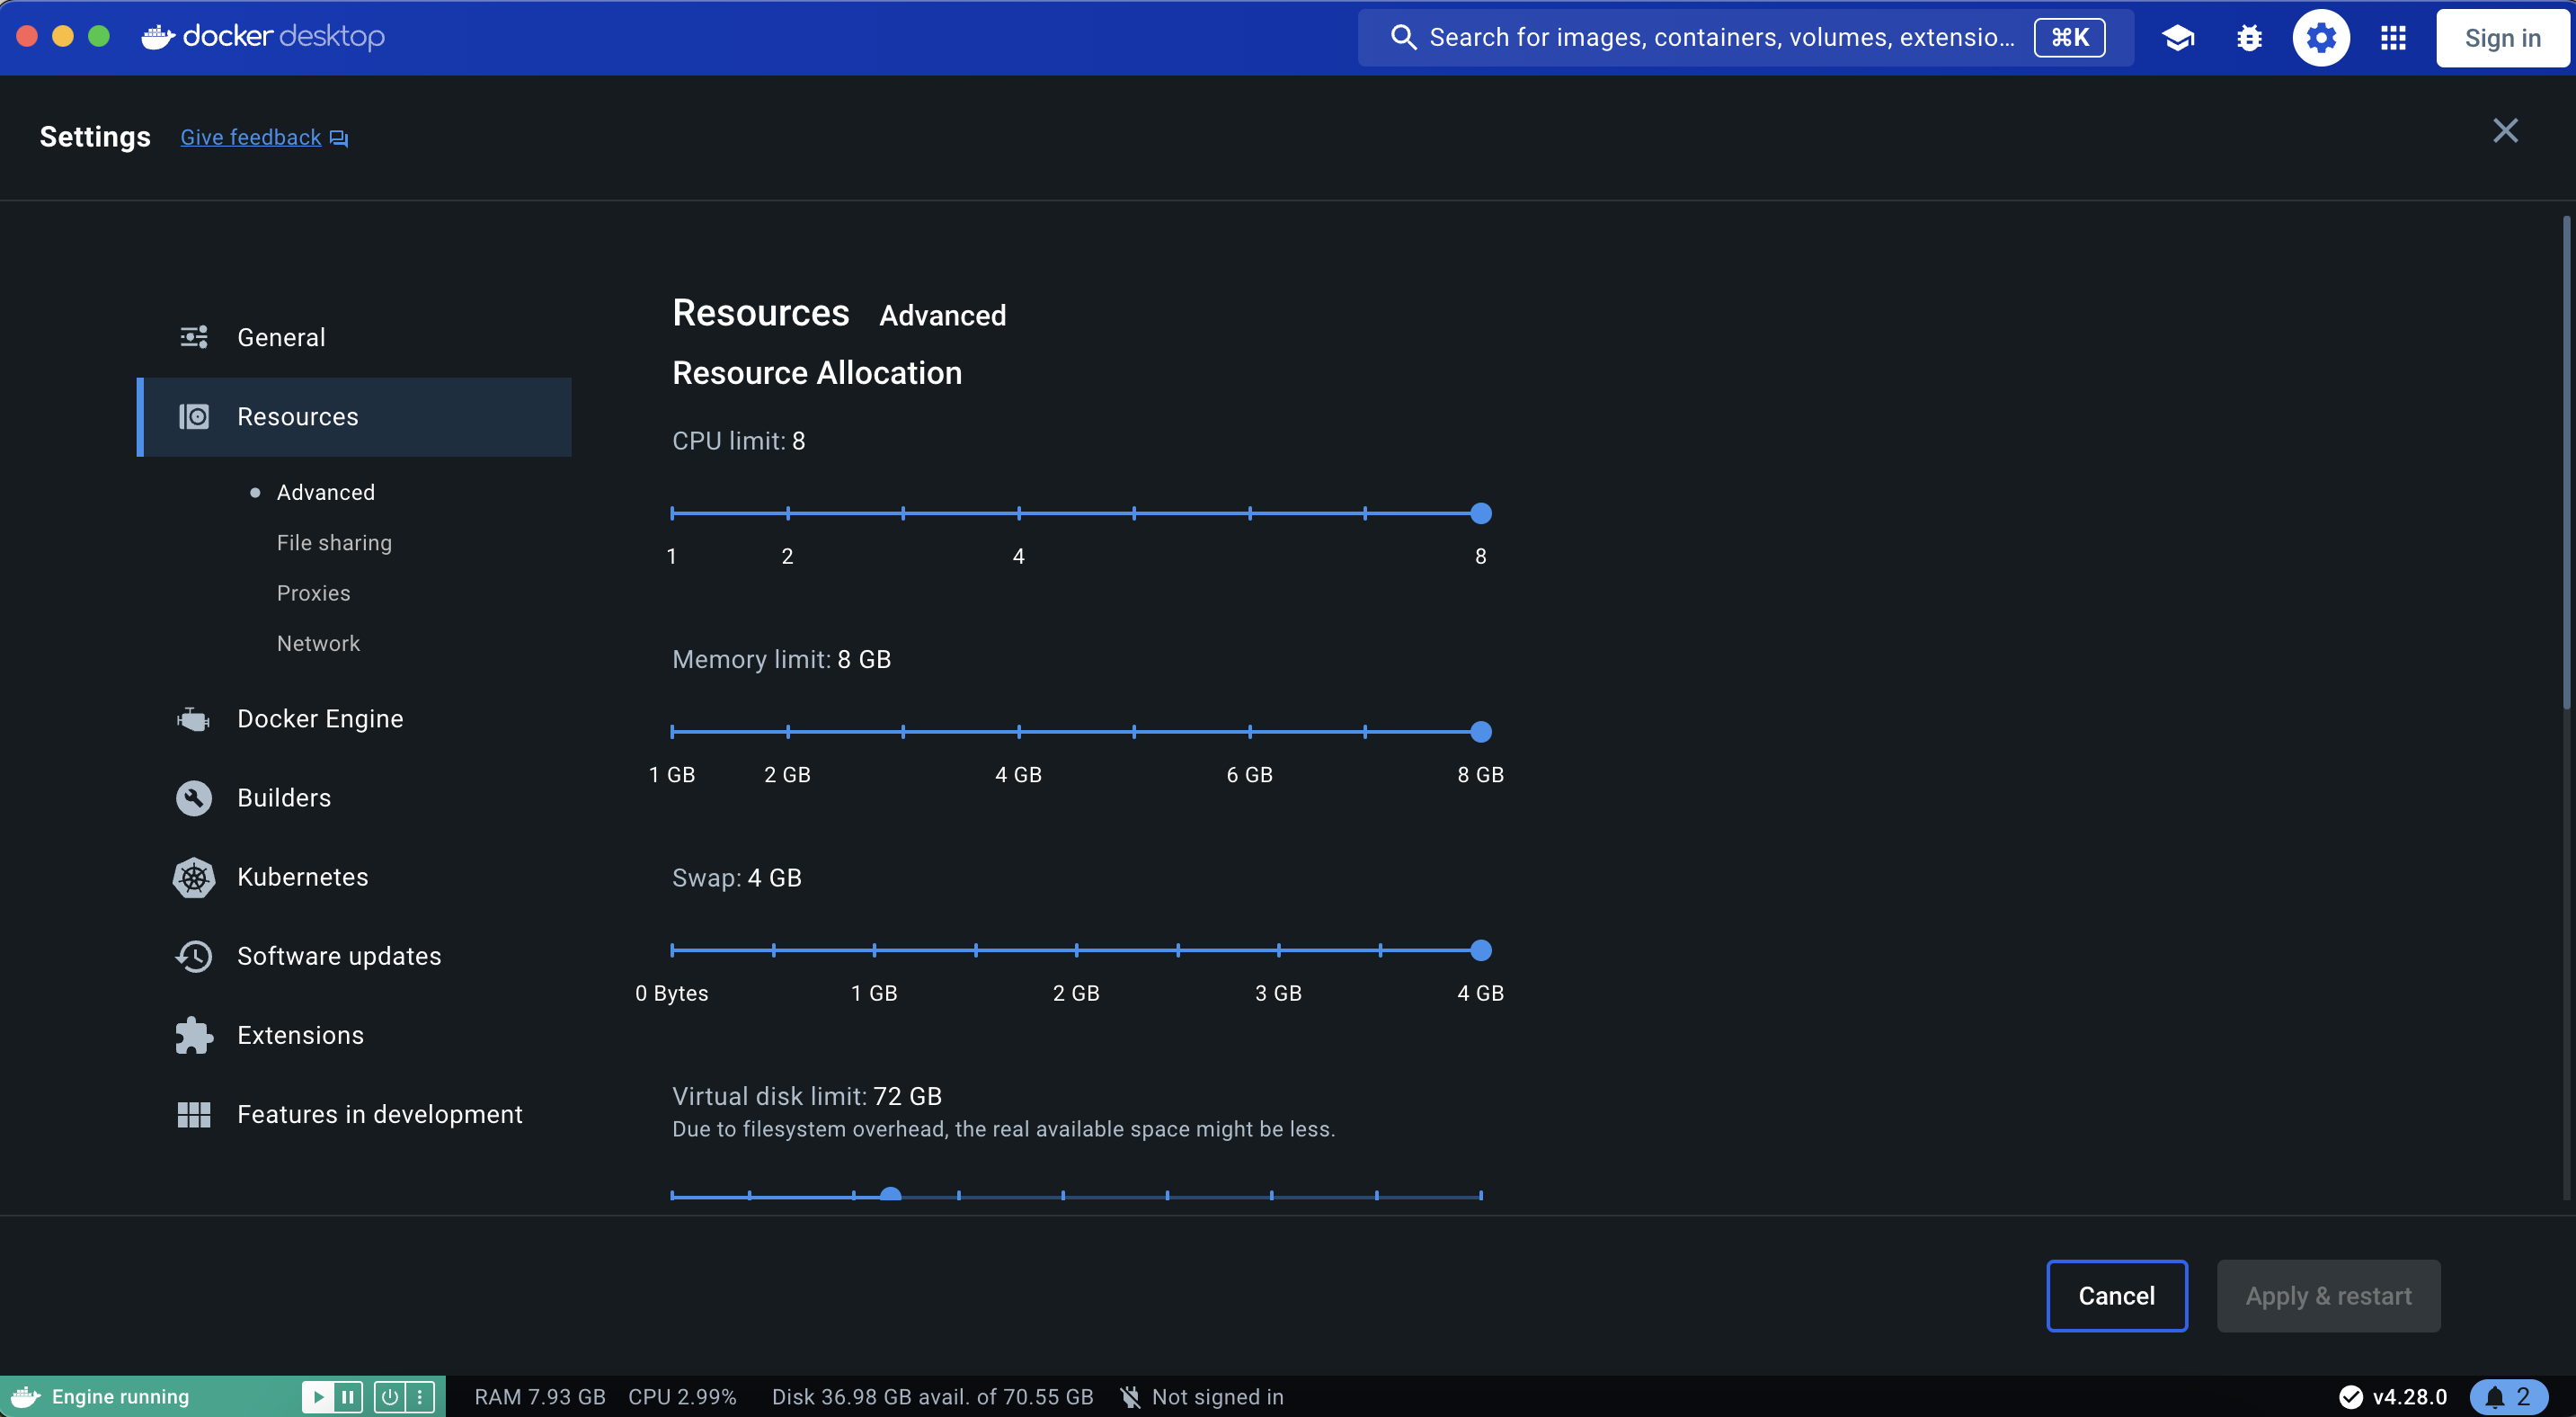 docker desktop
Search for images, containers, volumes, extensio... ⌘K
Sign in
Settings Give feedback
General
Resources
Advanced
File sharing
Proxies
Network
Docker Engine
Builders
Kubernetes
Software updates
Extensions
Features in development
Resources Advanced
Resource Allocation
CPU limit: 8
1 2 4 8
Memory limit: 8 GB
1 GB 2 GB 4 GB 6 GB 8 GB
Swap: 4 GB
0 Bytes 1 GB 2 GB 3 GB 4 GB
Virtual disk limit: 72 GB
Due to filesystem overhead, the real available space might be less.
Cancel Apply & restart
Engine running RAM 7.93 GB CPU 2.99% Disk 36.98 GB avail. of 70.55 GB Not signed in v4.28.0 2